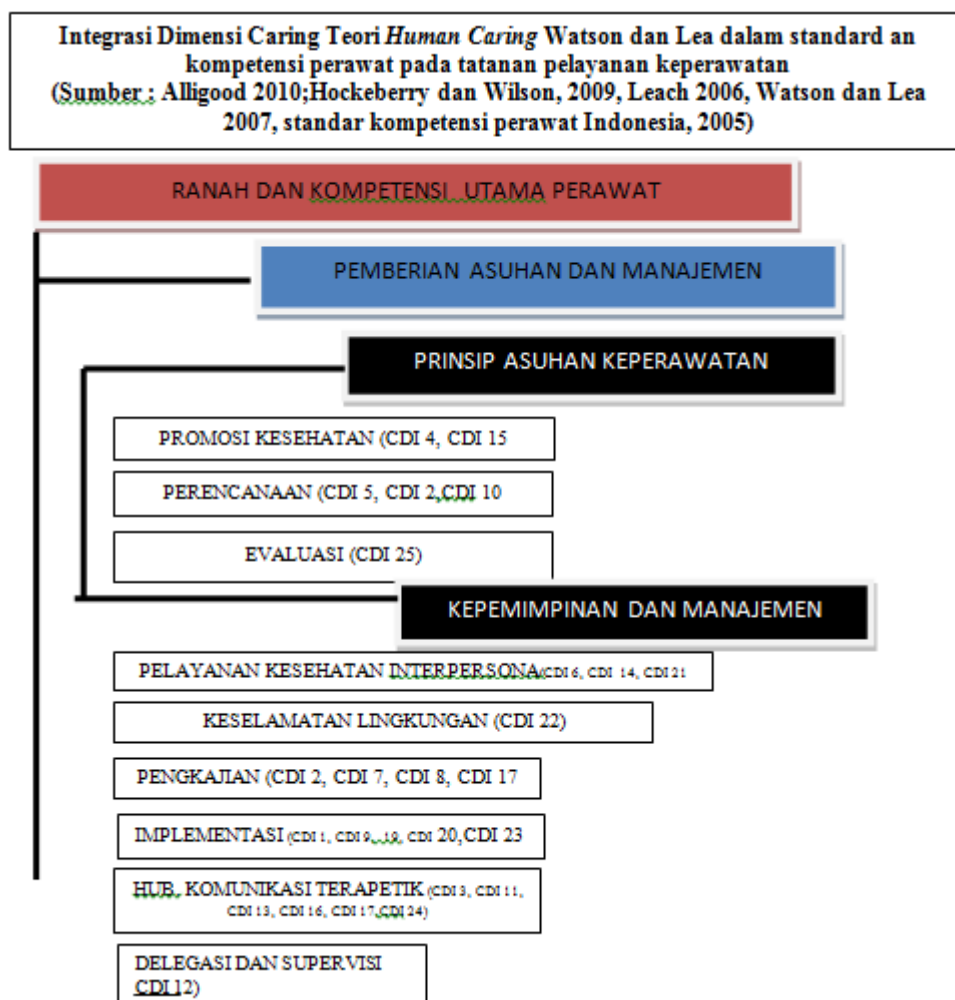 Integrasi Dimensi Caring Teori Human Caring Watson dan Lea dalam standard an
kompetensi perawat pada tatanan pelayanan keperawatan
(Sumber : Alligood 2010;Hockeberry dan Wilson, 2009, Leach 2006, Watson dan Lea
2007, standar kompetensi perawat Indonesia, 2005)
RANAH DAN KOMPETENSI UTAMA PERAWAT
PEMBERIAN ASUHAN DAN MANAJEMEN
PRINSIP ASUHAN KEPERAWATAN
PROMOSI KESEHATAN (CDI 4, CDI 15
PERENCANAAN (CDI 5, CDI 2,CDI 10
EVALUASI (CDI 25)
KEPEMIMPINAN DAN MANAJEMEN
PELAYANAN KESEHATAN INTERPERSONA(CDI 6, CDI 14, CDI 21
KESELAMATAN LINGKUNGAN (CDI 22)
PENGKAJIAN (CDI 2, CDI 7, CDI 8, CDI 17
IMPLEMENTASI (CDI 1, CDI 9, 19, CDI 20,CDI 23
HUB. KOMUNIKASI TERAPETIK (CDI 3, CDI 11,
CDI 13, CDI 16, CDI 17,CDI 24)
DELEGASI DAN SUPERVISI
CDI 12)